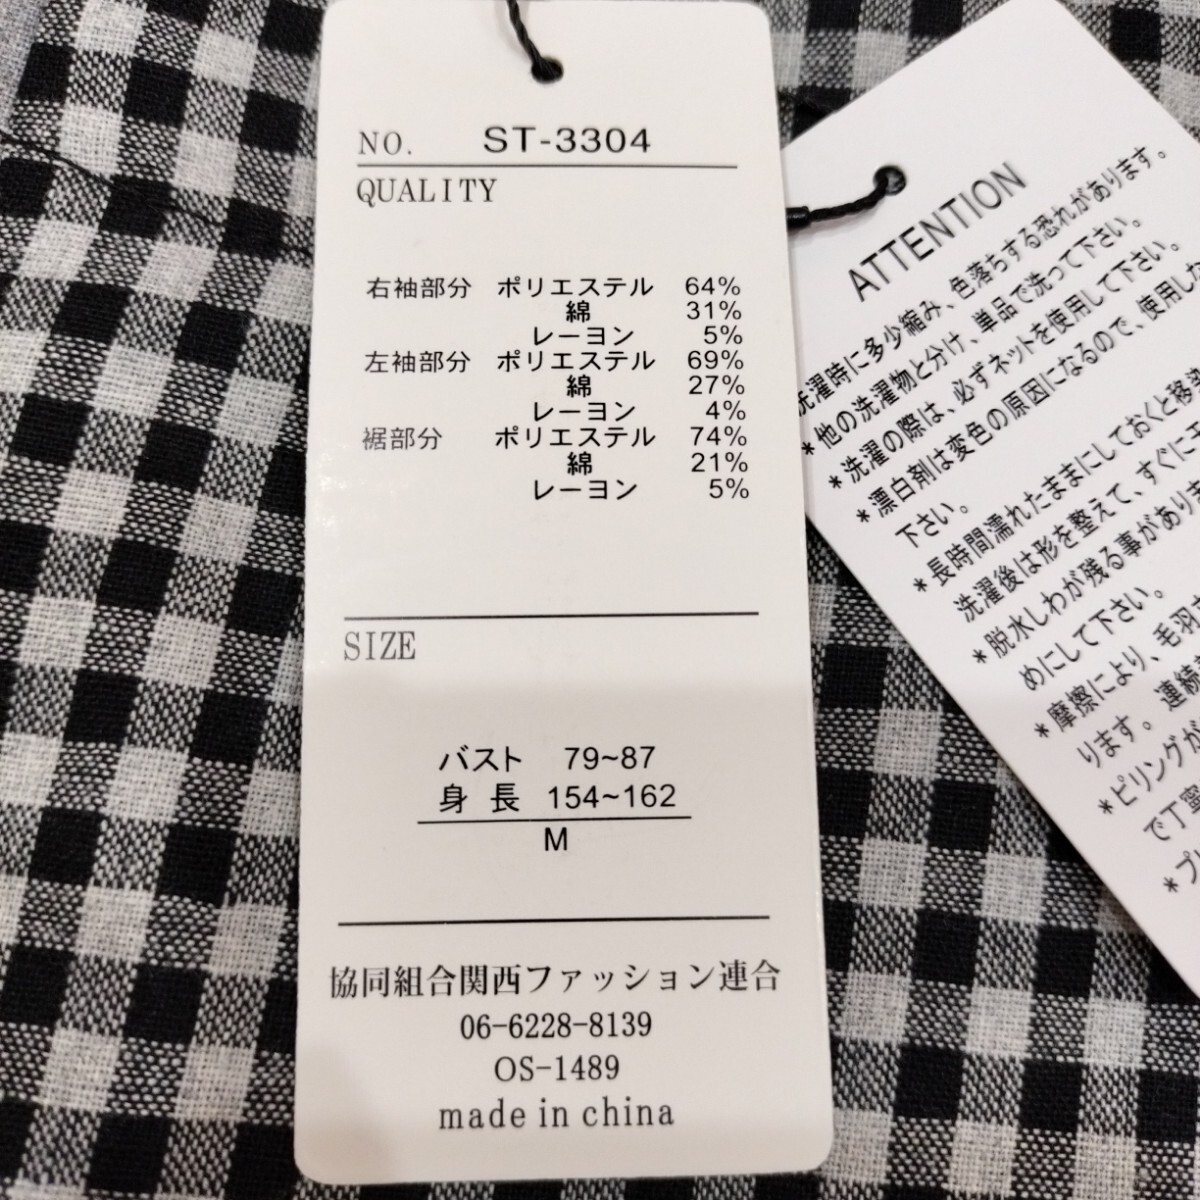 NO. ST-3304
QUALITY
右袖部分 ポリエステル 64%
綿 31%
レーヨン 5%
左袖部分 ポリエステル 69%
綿 27%
レーヨン 4%
裾部分 ポリエステル 74%
綿 21%
レーヨン 5%
SIZE
バスト 79~87
身長 154~162
M
協同組合関西ファッション連合
06-6228-8139
OS-1489
made in china
ATTENTION
洗濯時に多少縮み、色落ちする恐れがあります。
*他の洗濯物と分け、単品で洗って下さい。
*洗濯の際は、必ずネットを使用して下さい。
*漂白剤は変色の原因になるので、使用しな
下さい。
*長時間濡れたままにしておくと移染
洗濯後は形を整えて、すぐに干
*脱水しわが残る事がありま
めにして下さい。
*摩擦により、毛羽
ります。連続
*ピリングが
で丁寧
*プ